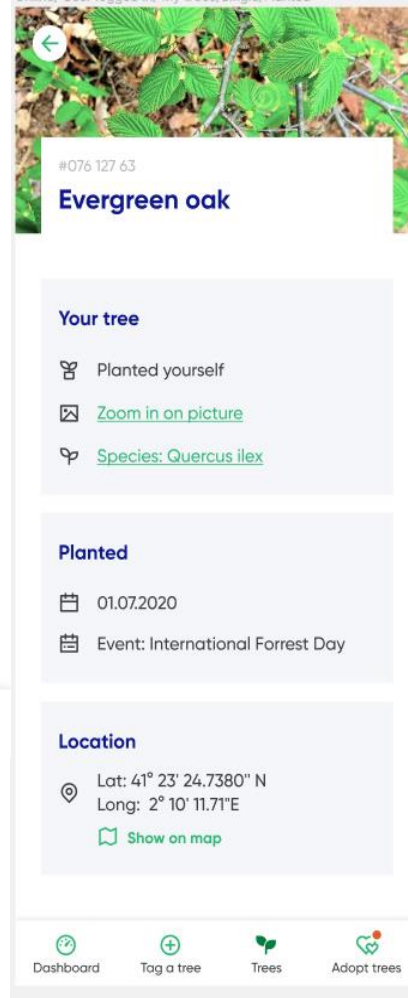 #076 127 63
Evergreen oak
Your tree
Planted yourself
Zoom in on picture
Species: Quercus ilex
Planted
01.07.2020
Event: International Forrest Day
Location
Lat: 41° 23' 24.7380" N
Long: 2° 10' 11.71"E
Show on map
Dashboard
Tag a tree
Trees
Adopt trees